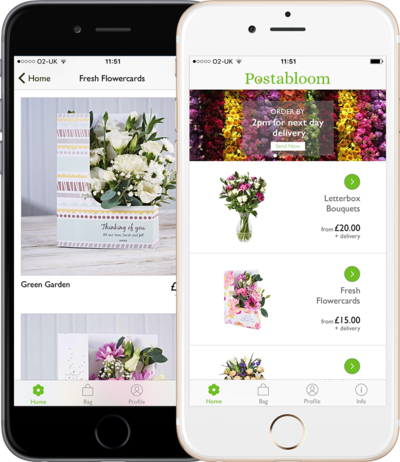 ●○○○○ O2-UK
11:51
Home
Fresh Flowercards
Thinking of you
Green Garden
£
Home
Bag
Profile
●○○○○ O2-UK
11:51
Postabloom
ORDER BY
2pm for next day
delivery
Send Now
Letterbox
Bouquets
from £20.00
+ delivery
Fresh
Flowercards
from £15.00
+ delivery
Home
Bag
Profile
Info